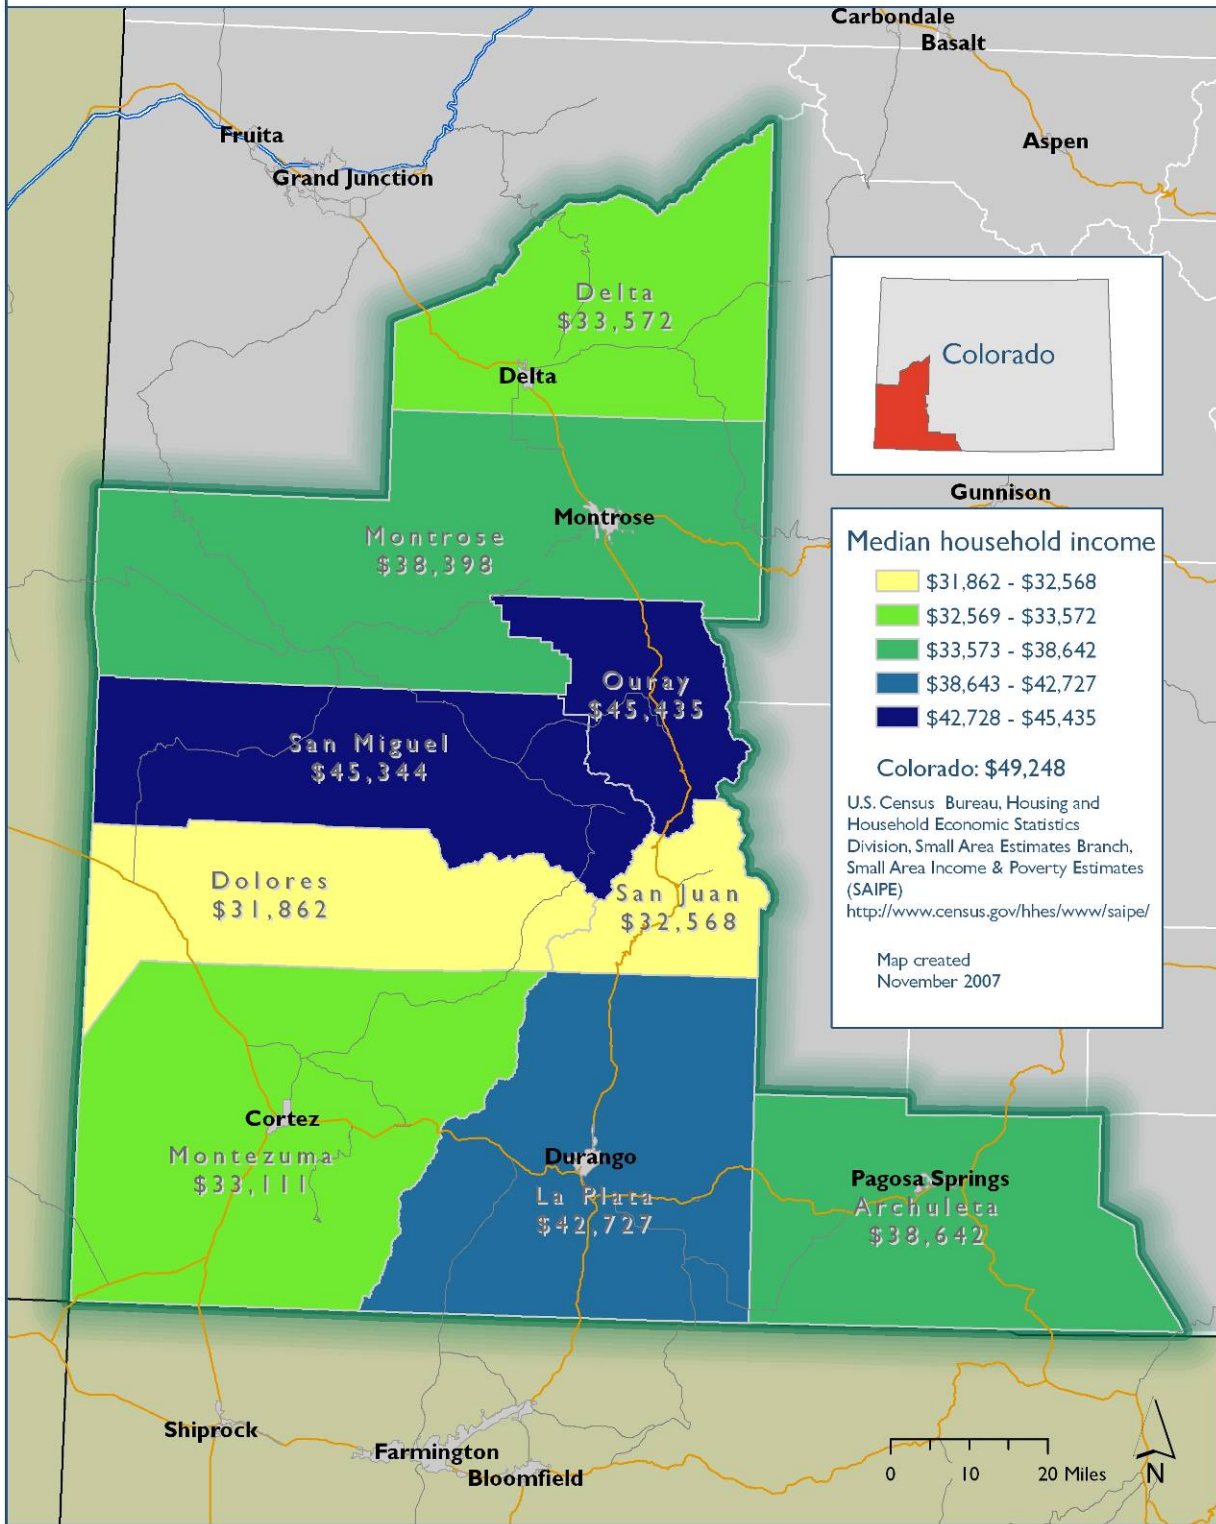 Carbondale
Basalt
Fruita
Aspen
Grand Junction
Delta
$33,572
Colorado
Delta
Gunnison
Montrose
Montrose
$38,398
Median household income
$31,862 - $32,568
$32,569 - $33,572
$33,573 - $38,642
$38,643 - $42,727
$42,728 - $45,435
Colorado: $49,248
U.S. Census Bureau, Housing and
Household Economic Statistics
Division, Small Area Estimates Branch,
Small Area Income & Poverty Estimates
(SAIPE)
http://www.census.gov/hhes/www/saipe/
Map created
November 2007
Ouray
$45,435
San Miguel
$45,344
Dolores
$31,862
San Juan
$32,568
Cortez
Montezuma
$33,111
Durango
La Plata
$42,727
Pagosa Springs
Archuleta
$38,642
Shiprock
Farmington
Bloomfield
0 10 20 Miles
N